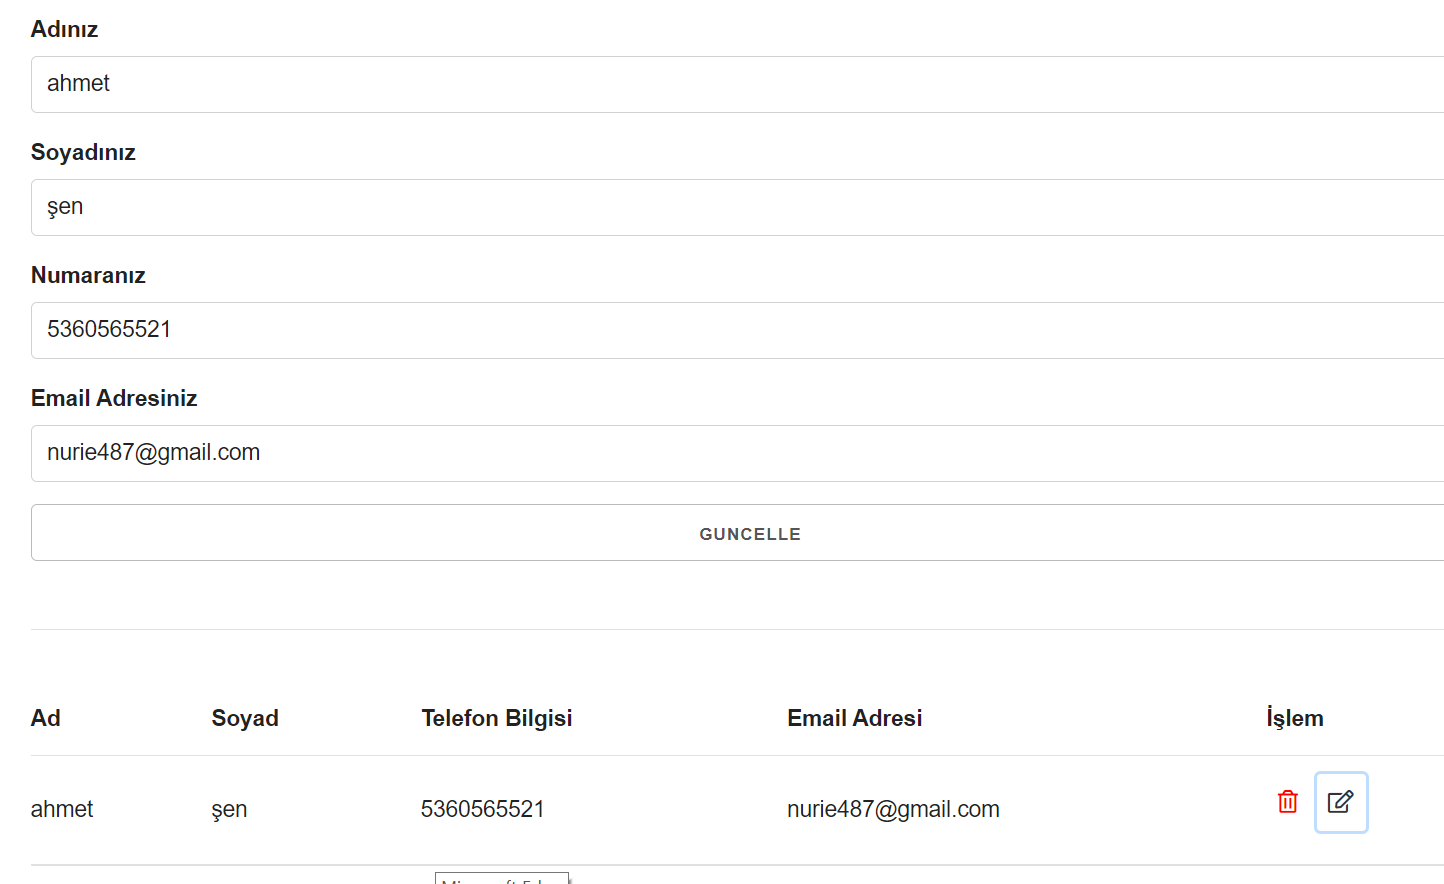 Adınız
ahmet
Soyadınız
şen
Numaranız
5360565521
Email Adresiniz
nurie487@gmail.com
GUNCELLE
Ad Soyad Telefon Bilgisi Email Adresi İşlem
ahmet şen 5360565521 nurie487@gmail.com